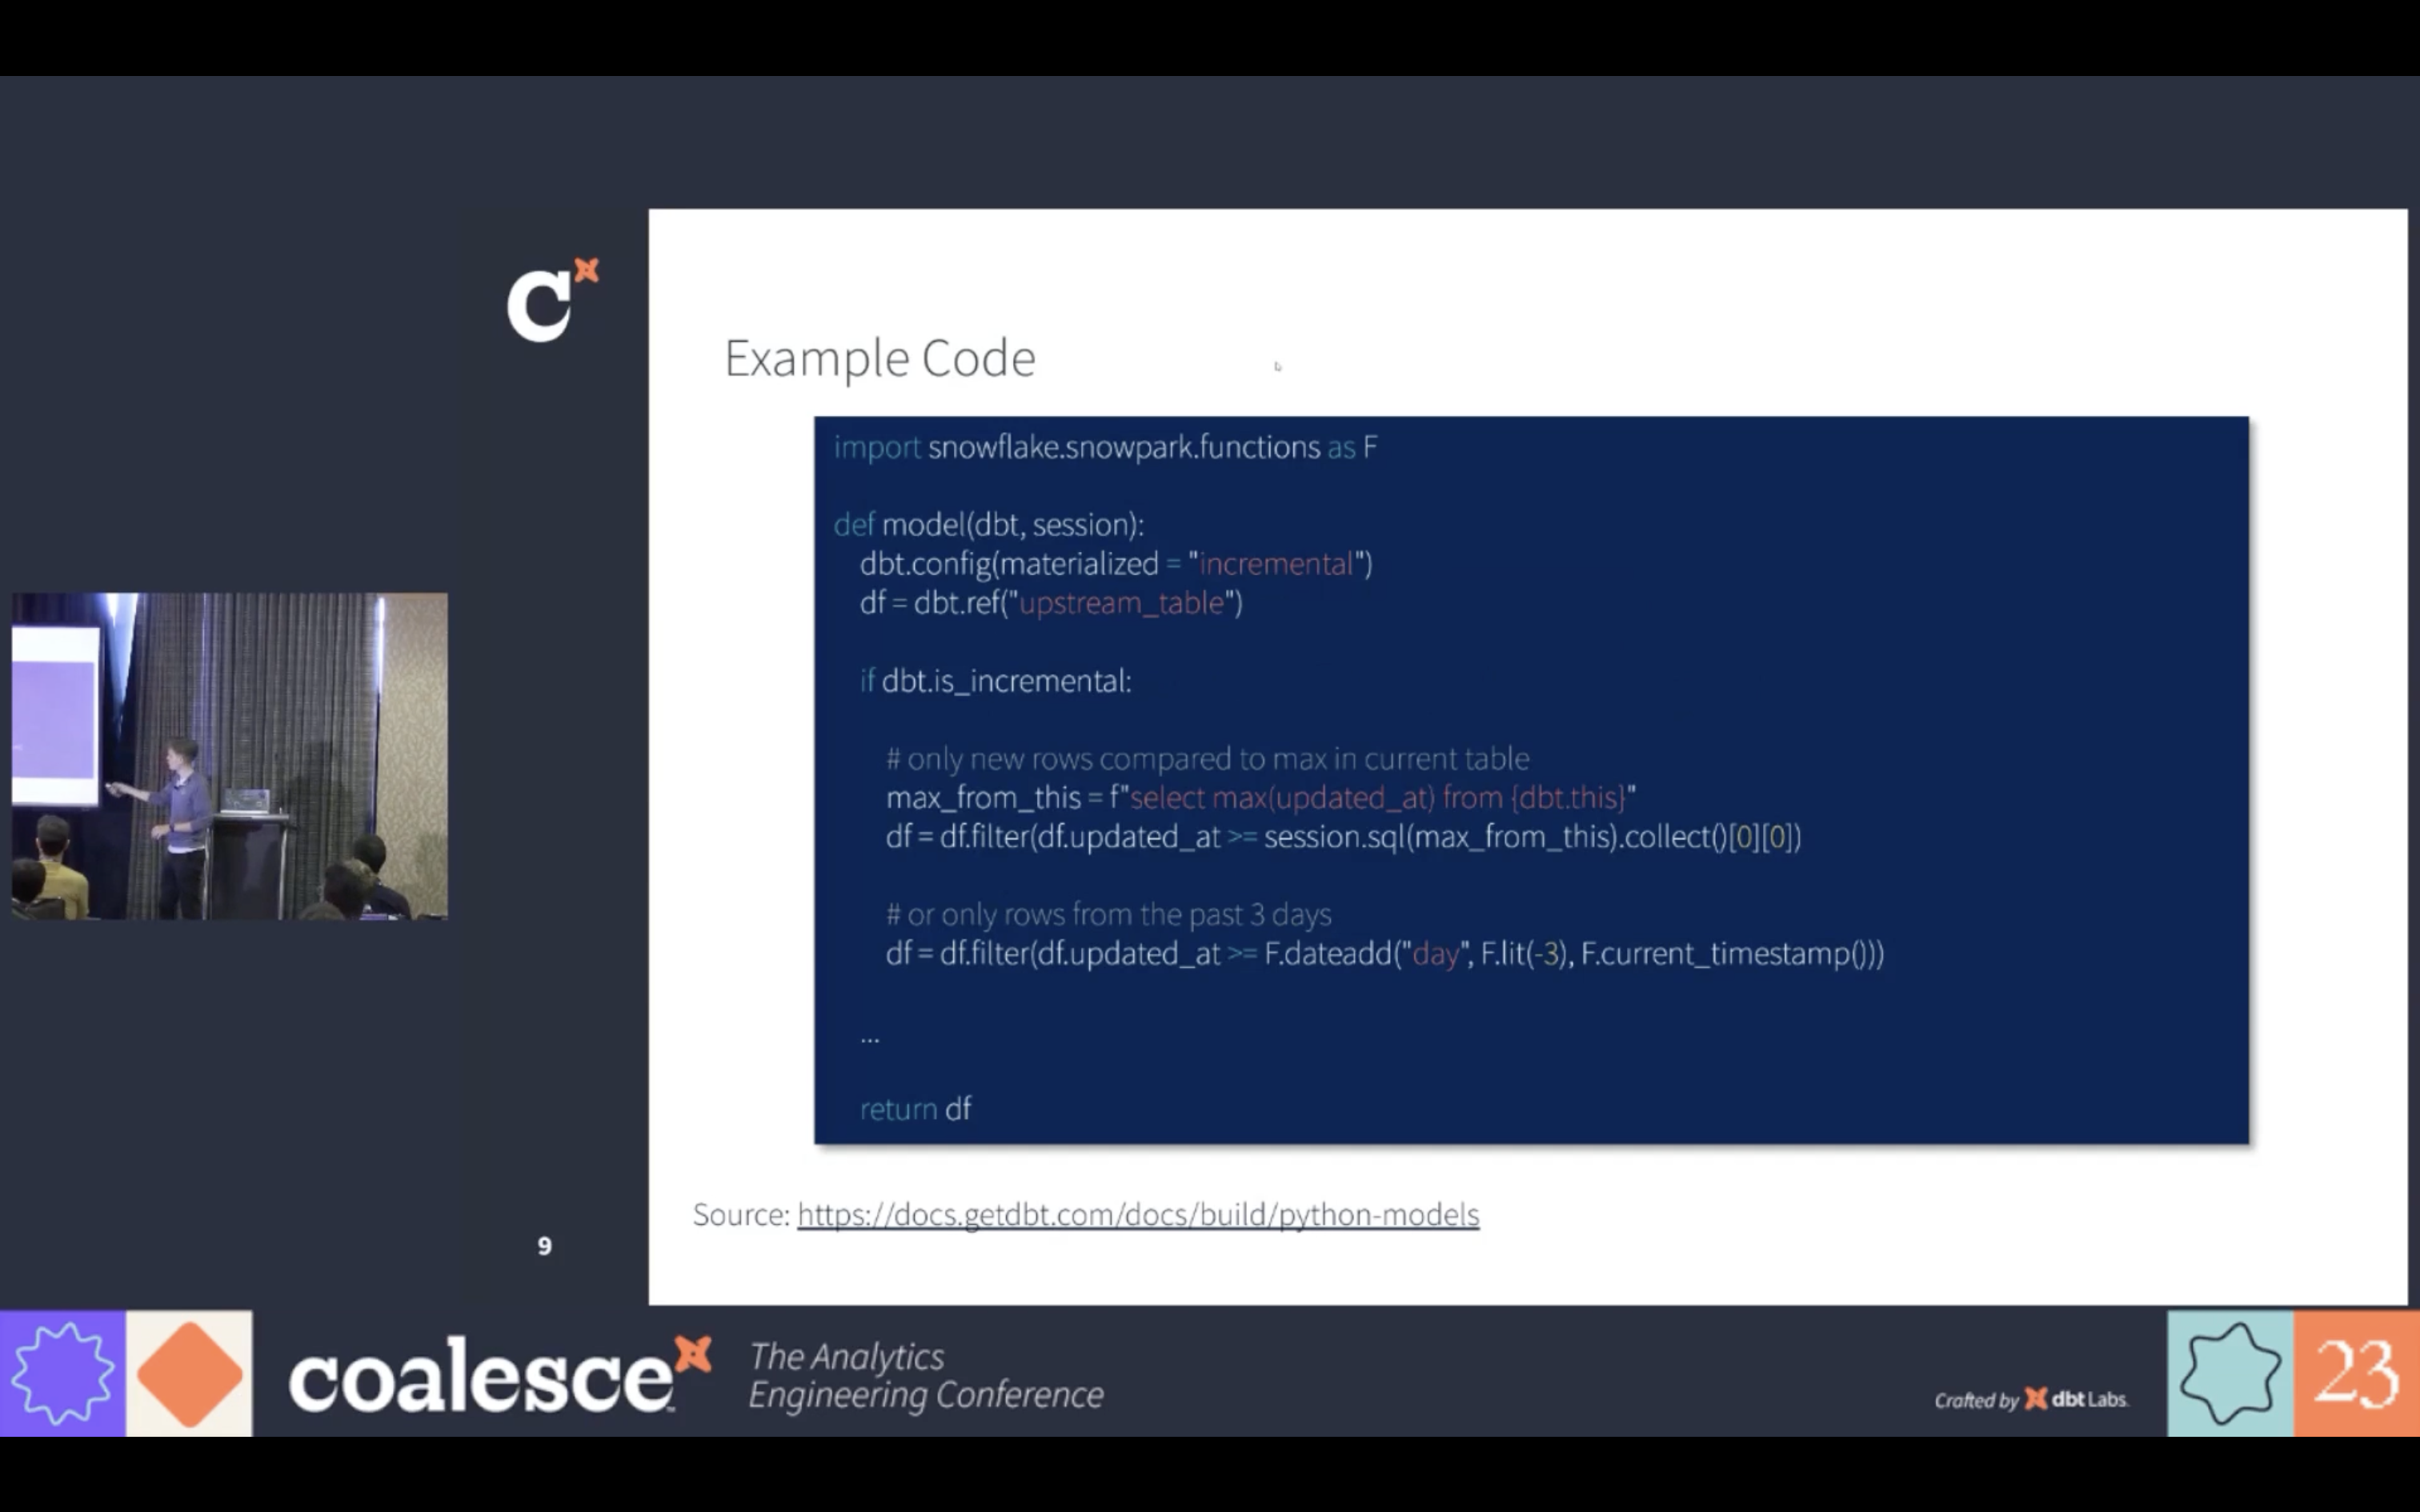 C
Example Code
import snowflake.snowpark.functions as F
def model(dbt, session):
dbt.config(materialized = "incremental")
df = dbt.ref("upstream_table")
if dbt.is_incremental:
# only new rows compared to max in current table
max_from_this = f"select max(updated_at) from {dbt.this}"
df = df.filter(df.updated_at >= session.sql(max_from_this).collect()[0][0])
# or only rows from the past 3 days
df = df.filter(df.updated_at >= F.dateadd("day", F.lit(-3), F.current_timestamp()))
...
return df
Source: https://docs.getdbt.com/docs/build/python-models
9
coalesce
The Analytics
Engineering Conference
Crafted by dbt Labs
23